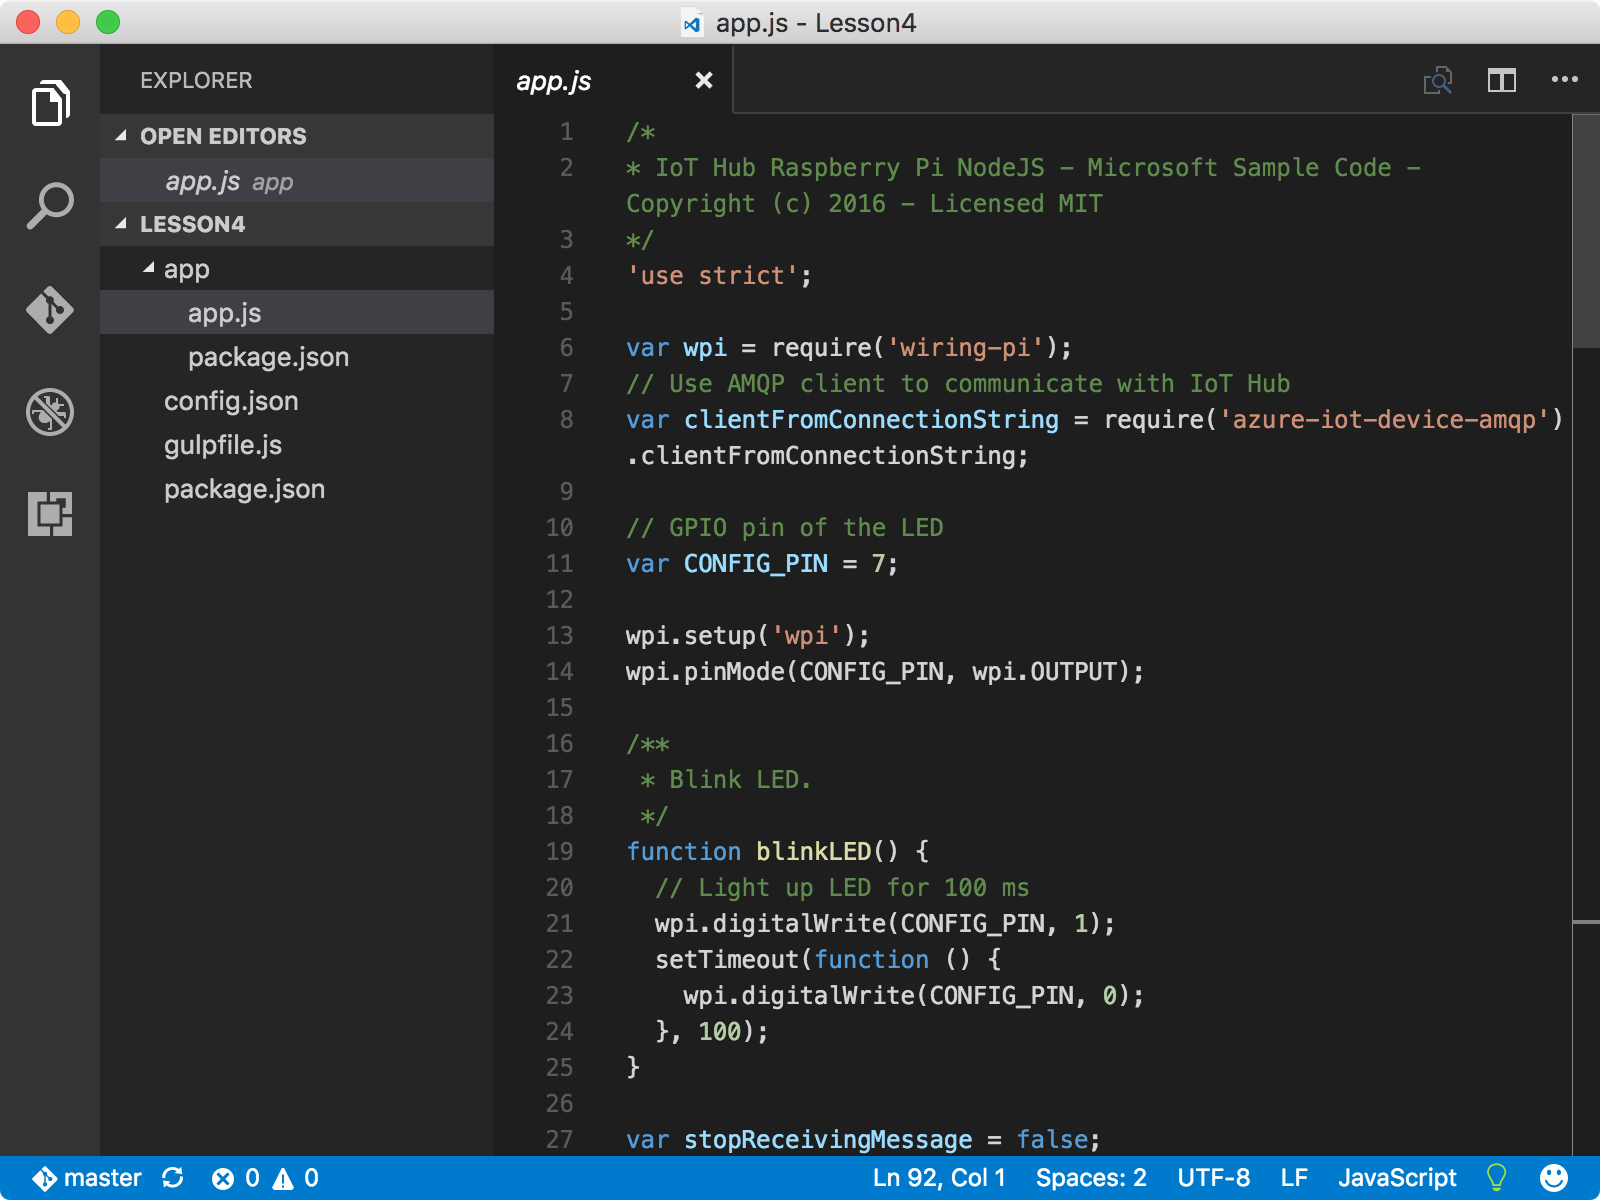 app.js - Lesson4
EXPLORER
OPEN EDITORS
app.js app
LESSON4
app
app.js
package.json
config.json
gulpfile.js
package.json
app.js
1 /*
2 * IoT Hub Raspberry Pi NodeJS - Microsoft Sample Code -
Copyright (c) 2016 - Licensed MIT
3 */
4 'use strict';
5
6 var wpi = require('wiring-pi');
7 // Use AMQP client to communicate with IoT Hub
8 var clientFromConnectionString = require('azure-iot-device-amqp')
.clientFromConnectionString;
9
10 // GPIO pin of the LED
11 var CONFIG_PIN = 7;
12
13 wpi.setup('wpi');
14 wpi.pinMode(CONFIG_PIN, wpi.OUTPUT);
15
16 /**
17  * Blink LED.
18  */
19 function blinkLED() {
20   // Light up LED for 100 ms
21   wpi.digitalWrite(CONFIG_PIN, 1);
22   setTimeout(function () {
23     wpi.digitalWrite(CONFIG_PIN, 0);
24   }, 100);
25 }
26
27 var stopReceivingMessage = false;
master 0 0 Ln 92, Col 1 Spaces: 2 UTF-8 LF JavaScript